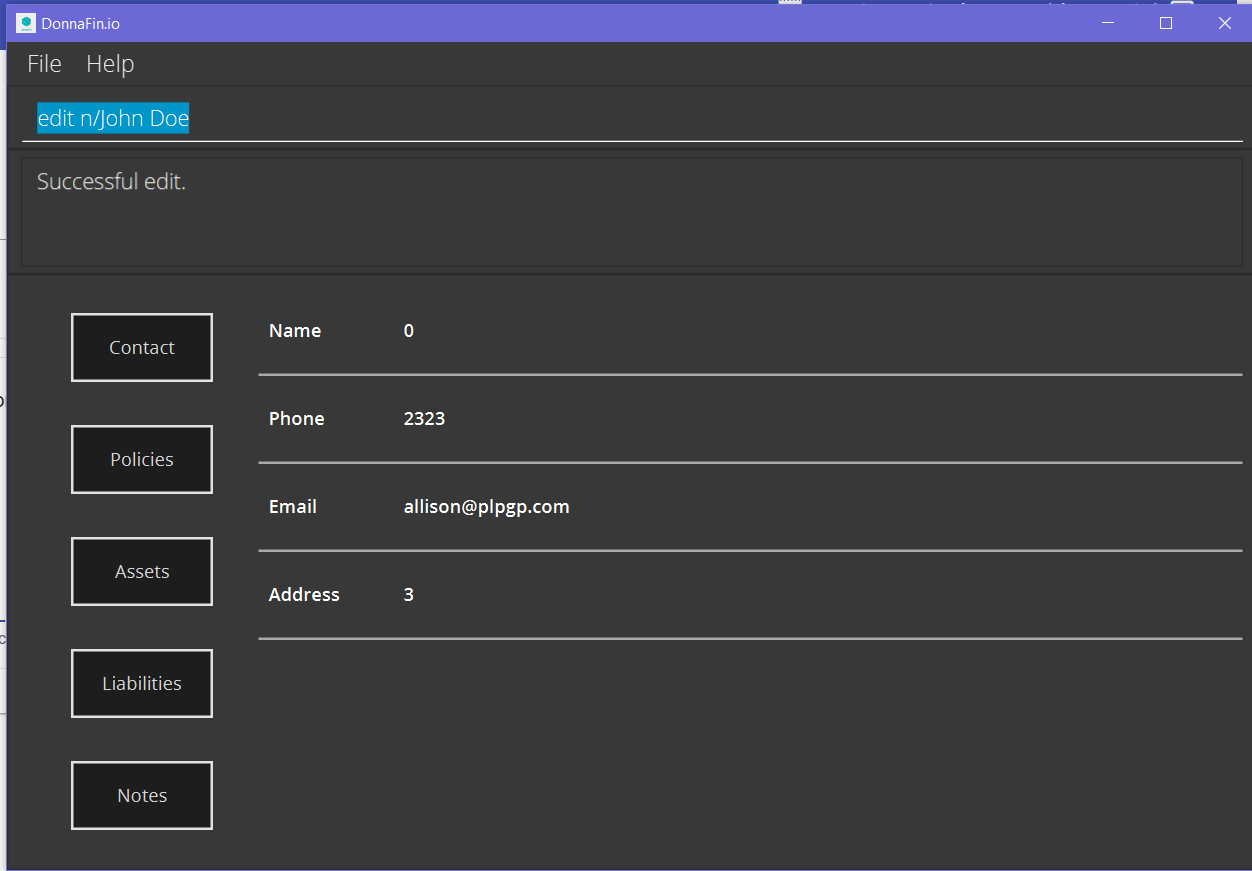 DonnaFin.io
File Help
edit n/John Doe
Successful edit.
Contact
Policies
Assets
Liabilities
Notes
Name 0
Phone 2323
Email allison@plpgp.com
Address 3